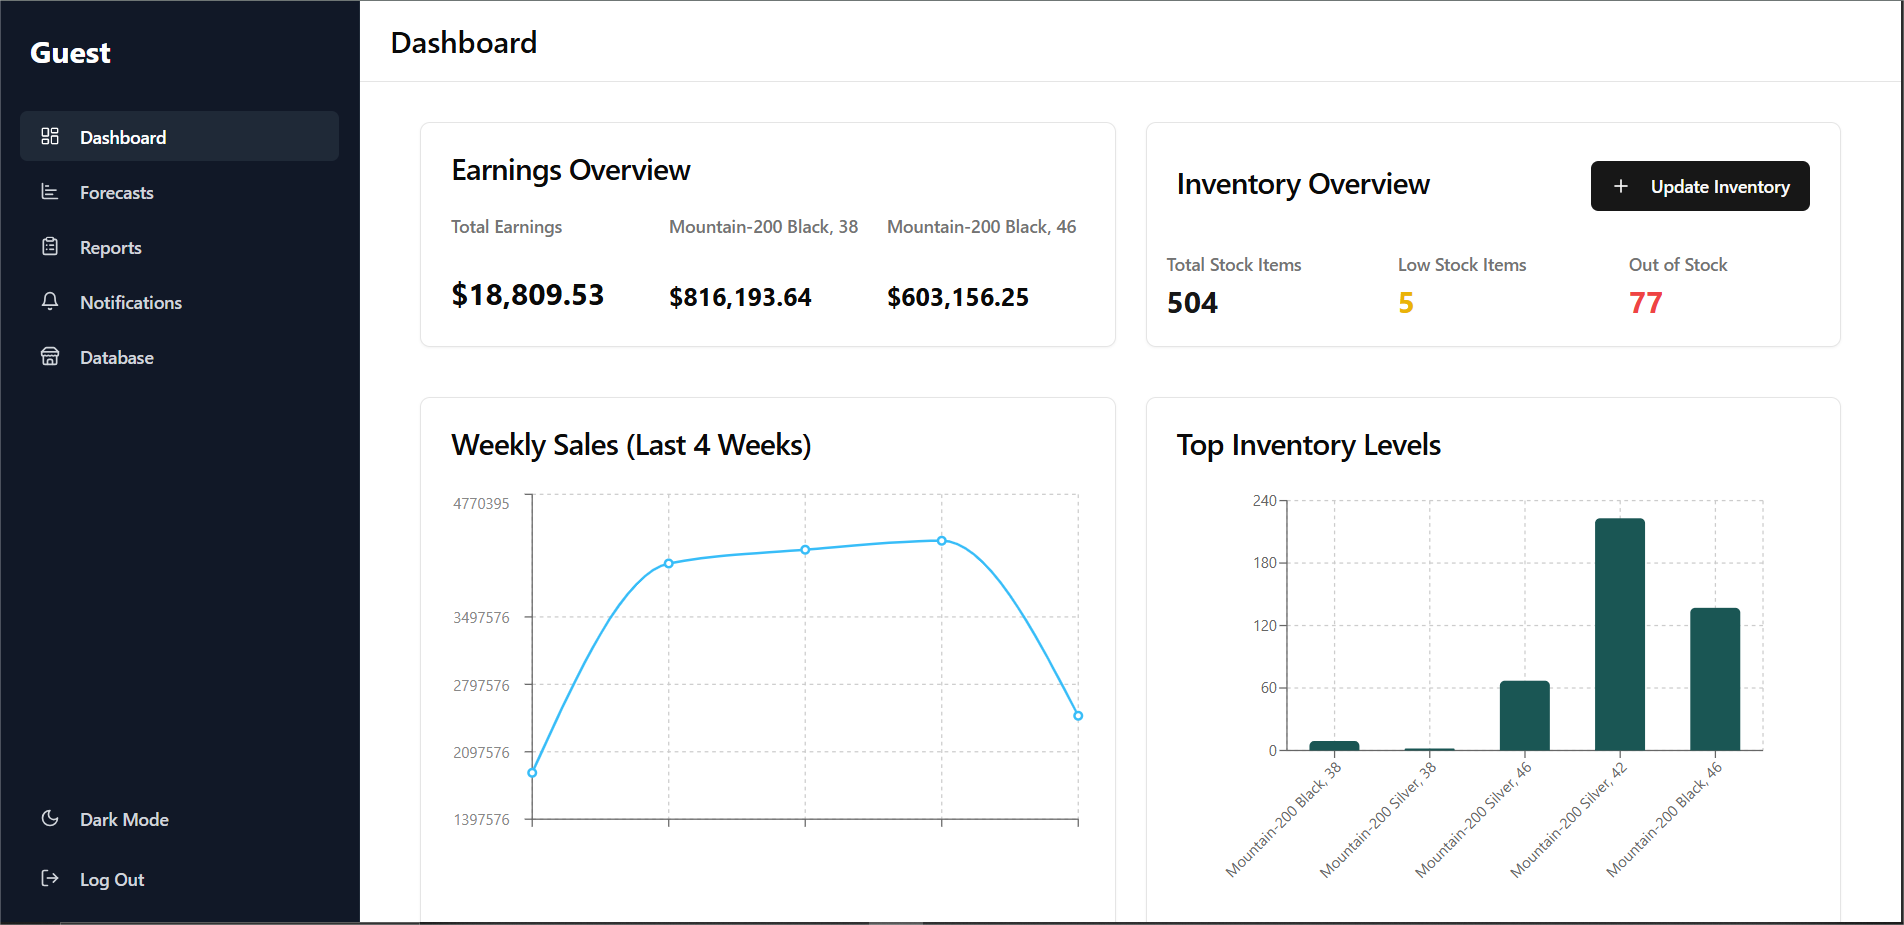 Guest
Dashboard
Forecasts
Reports
Notifications
Database
Dark Mode
Log Out
Dashboard
Earnings Overview
Total Earnings
$18,809.53
Mountain-200 Black, 38
$816,193.64
Mountain-200 Black, 46
$603,156.25
Inventory Overview
Update Inventory
Total Stock Items
504
Low Stock Items
5
Out of Stock
77
Weekly Sales (Last 4 Weeks)
4770395
3497576
2797576
2097576
1397576
Top Inventory Levels
240
180
120
60
0
Mountain-200 Black, 38
Mountain-200 Silver, 38
Mountain-200 Silver, 46
Mountain-200 Silver, 42
Mountain-200 Black, 46